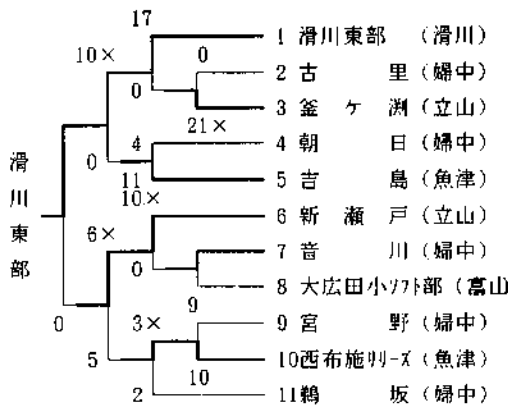 17
1 滑川東部 (滑川)
10× 0
2 古 里 (婦中)
0
3 釜 ケ 渕 (立山)
21×
4 4 朝 日 (婦中)
0
11 5 吉 島 (魚津)
滑川東部
10×
6 新 瀬 戸 (立山)
6×
7 音 川 (婦中)
0
8 大広田小ソフト部 (富山
9
0 3× 9 宮 野 (婦中)
5 10西布施リリーズ (魚津)
10
2 11鵜 坂 (婦中)